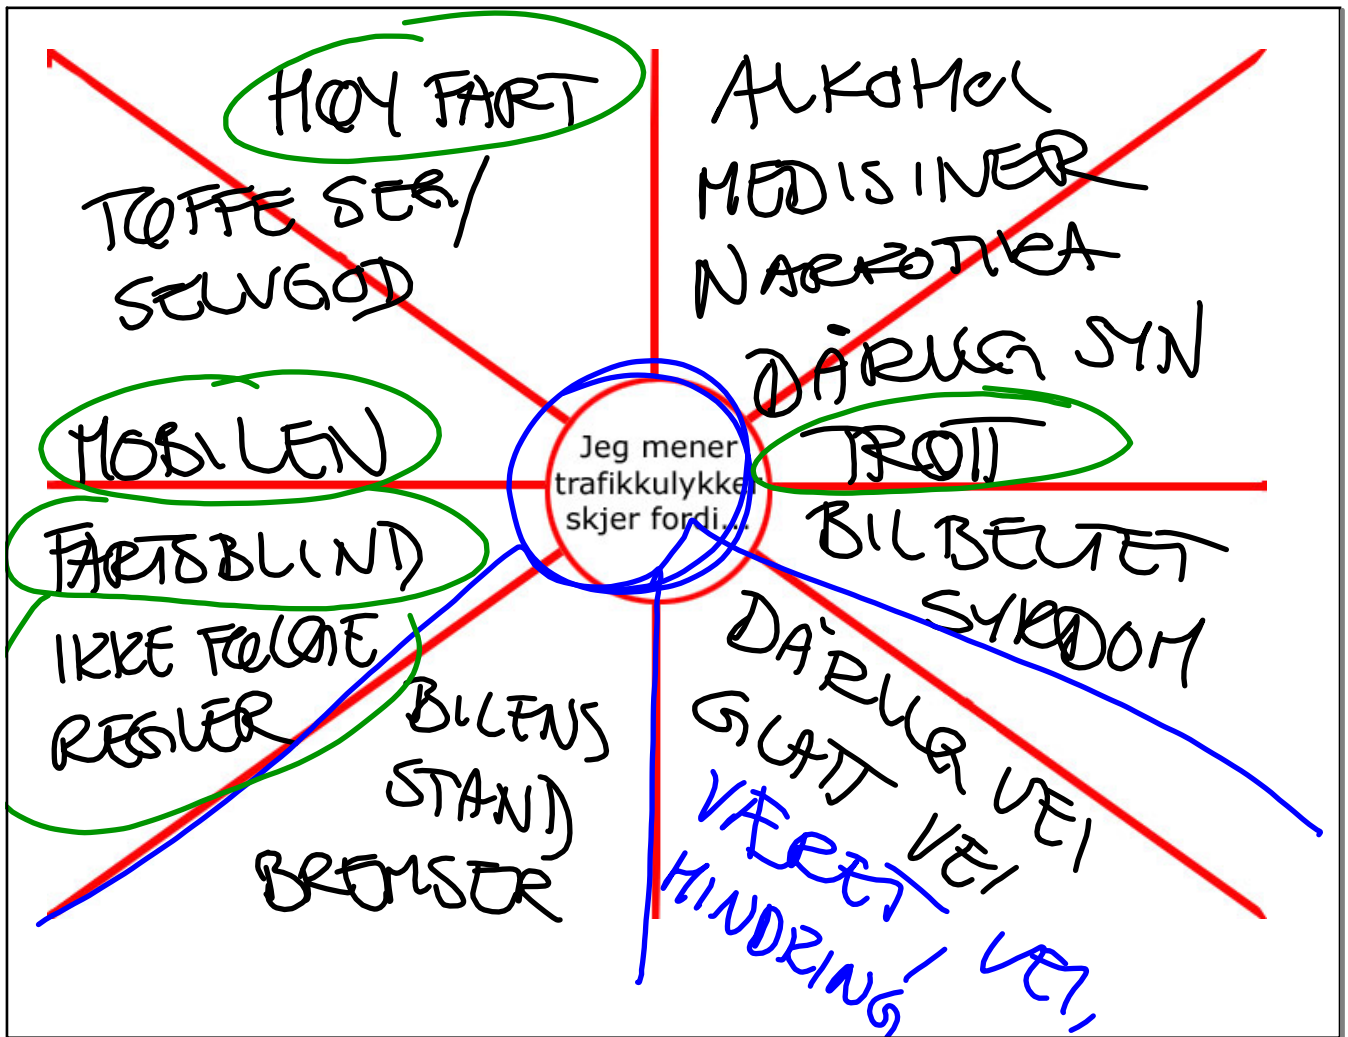 HØY FART
TØFFE SEG/
SELVGOD
MOBILEN
FARTSBLIND
IKKE FØLGE
REGLER
BILENS
STAND
BREMSER
Jeg mener
trafikkulykker
skjer fordi...
ALKOHOL
MEDISINER
NARKOTIKA
DÅRLIG SYN
TRØTT
BILBELTET
SYKDOM
DÅRLIG VEI
GLATT VEI
VÆRET / VEI,
HINDRING